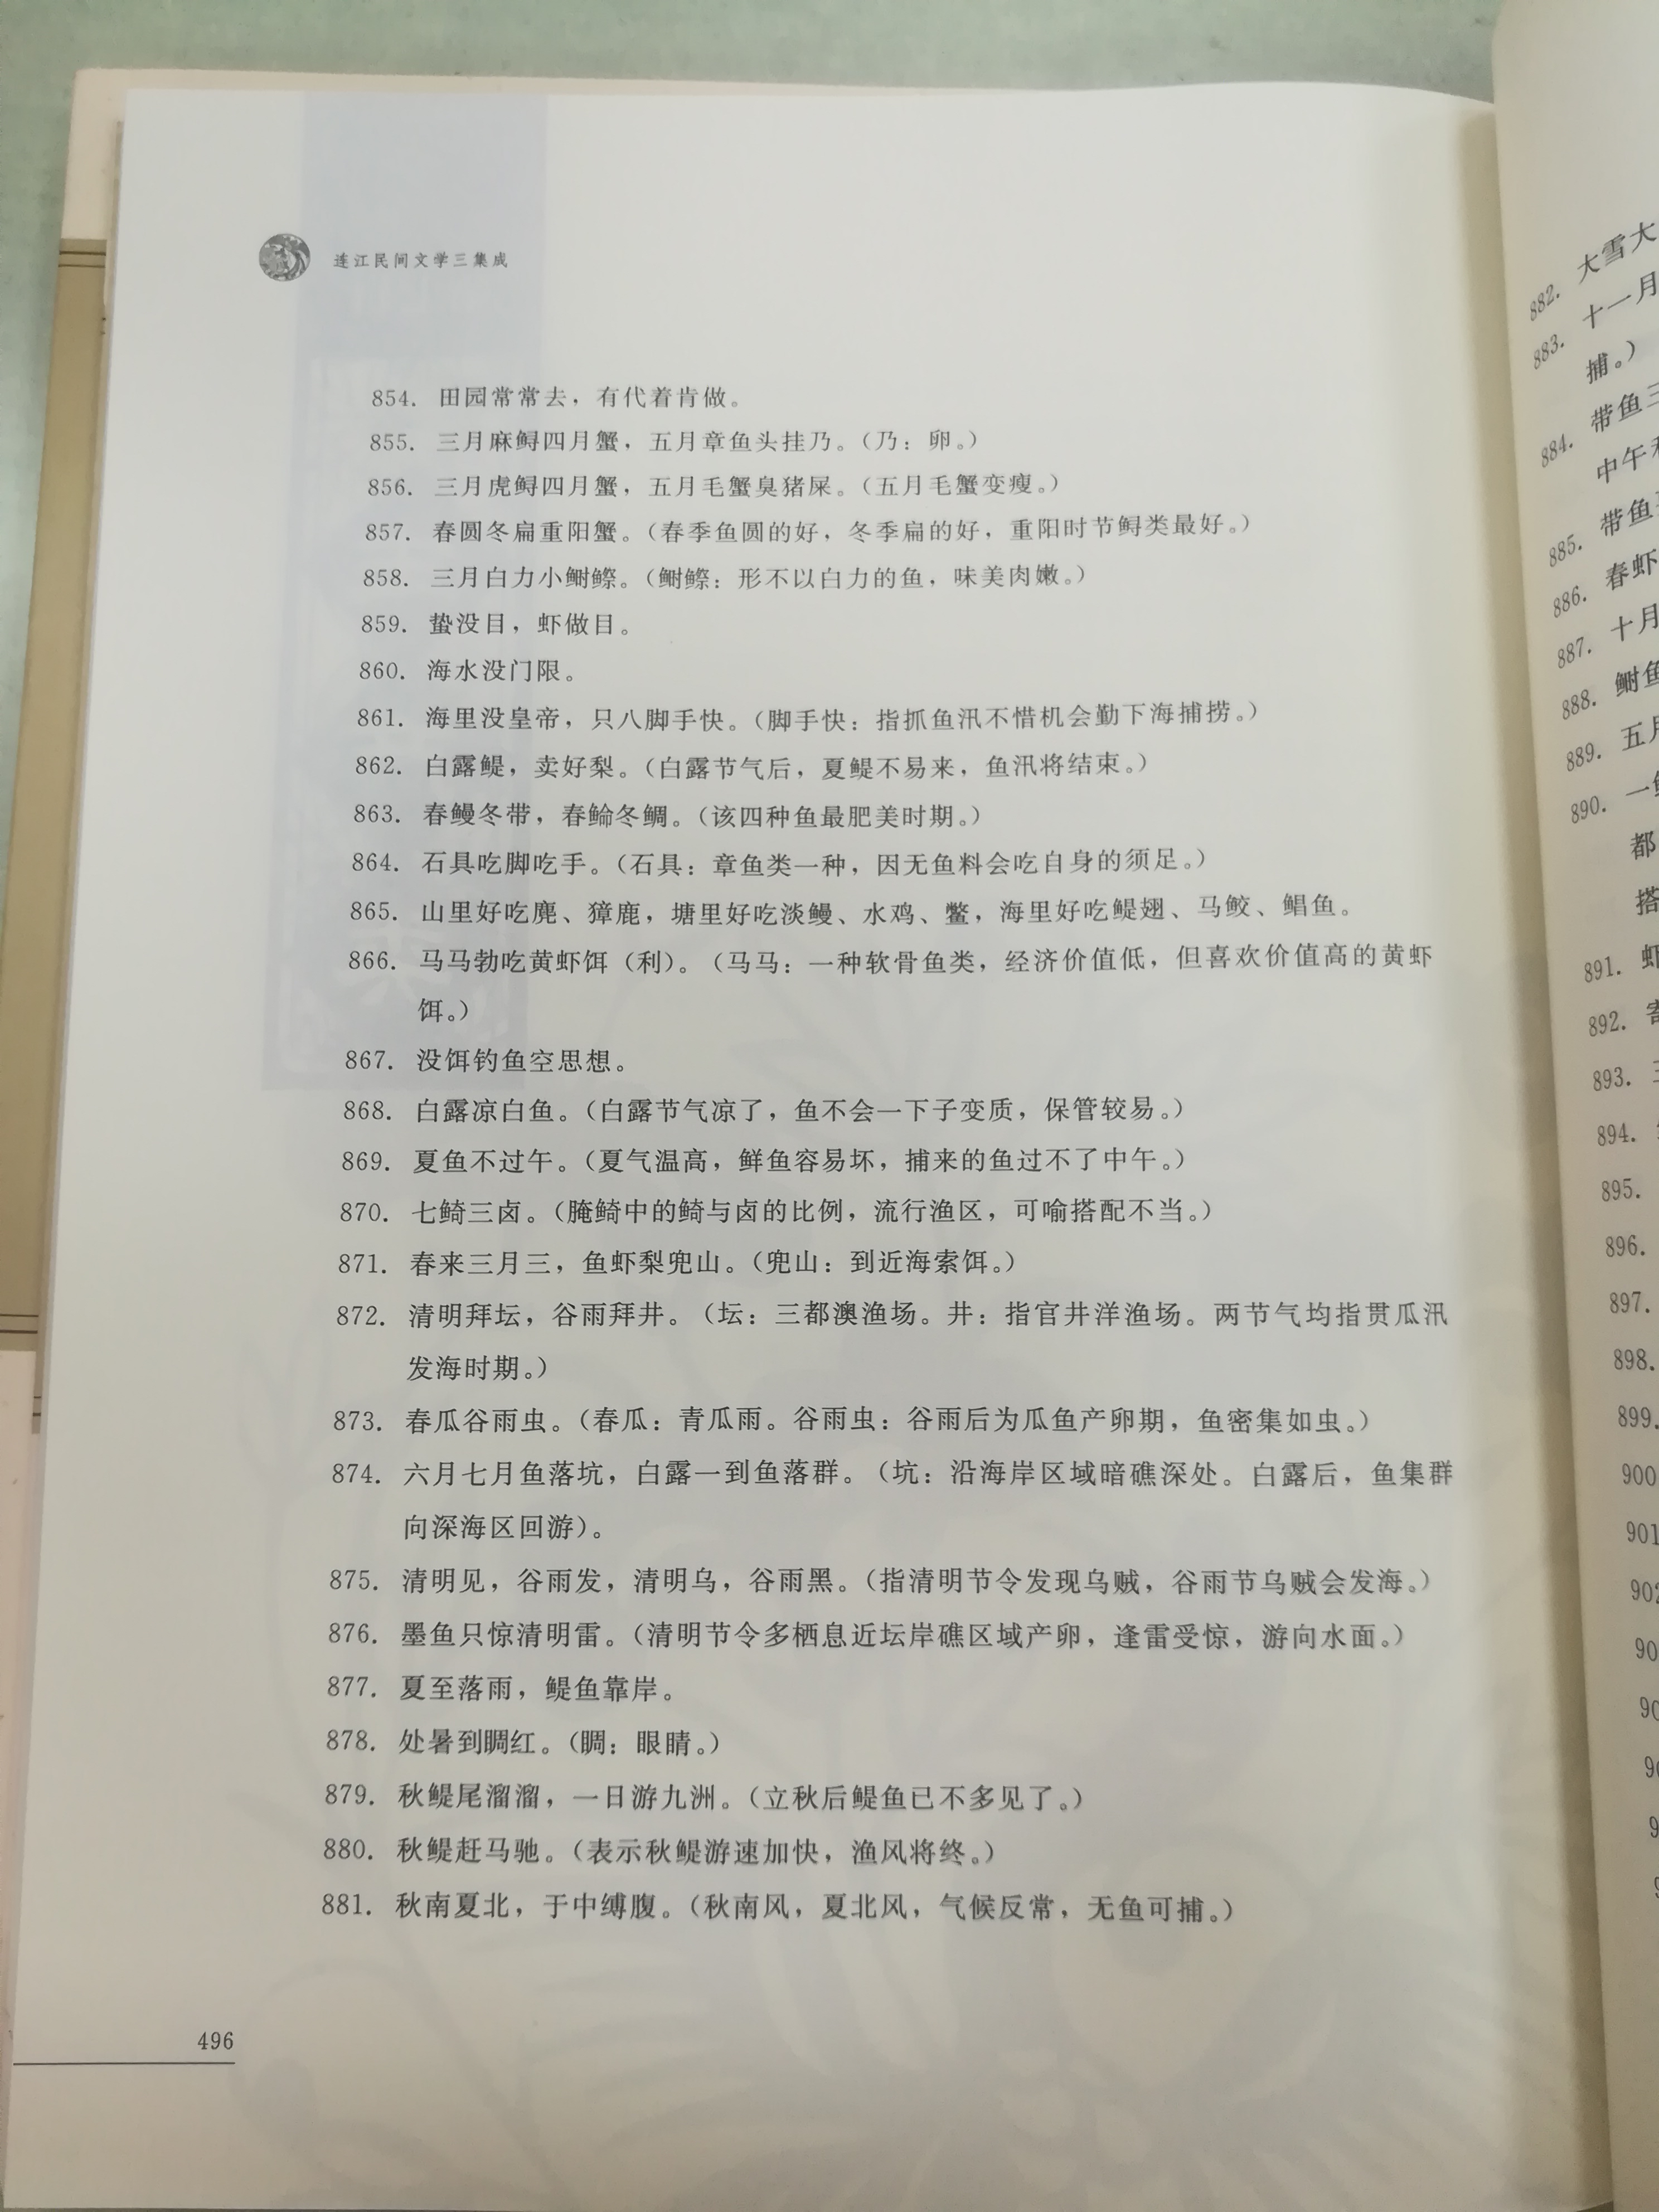 连江民间文学三集成
854. 田园常常去，有代着肯做。
855. 三月麻鲟四月蟹，五月章鱼头挂乃。（乃：卵。）
856. 三月虎鲟四月蟹，五月毛蟹臭猪屎。（五月毛蟹变瘦。）
857. 春圆冬扁重阳蟹。（春季鱼圆的好，冬季扁的好，重阳时节鲟类最好。）
858. 三月白力小鲥鰶。（鲥鰶：形不以白力的鱼，味美肉嫩。）
859. 蛰没目，虾做目。
860. 海水没门限。
861. 海里没皇帝，只八脚手快。（脚手快：指抓鱼汛不惜机会勤下海捕捞。）
862. 白露鳀，卖好梨。（白露节气后，夏鳀不易来，鱼汛将结束。）
863. 春鳗冬带，春鲐冬鲷。（该四种鱼最肥美时期。）
864. 石具吃脚吃手。（石具：章鱼类一种，因无鱼料会吃自身的须足。）
865. 山里好吃麂、獐鹿，塘里好吃淡鳗、水鸡、鳖，海里好吃鳀翅、马鲛、鲳鱼。
866. 马马勃吃黄虾饵（利）。（马马：一种软骨鱼类，经济价值低，但喜欢价值高的黄虾
饵。）
867. 没饵钓鱼空思想。
868. 白露凉白鱼。（白露节气凉了，鱼不会一下子变质，保管较易。）
869. 夏鱼不过午。（夏气温高，鲜鱼容易坏，捕来的鱼过不了中午。）
870. 七鲯三卤。（腌鲯中的鲯与卤的比例，流行渔区，可喻搭配不当。）
871. 春来三月三，鱼虾梨兜山。（兜山：到近海索饵。）
872. 清明拜坛，谷雨拜井。（坛：三都澳渔场。井：指官井洋渔场。两节气均指贯瓜汛
发海时期。）
873. 春瓜谷雨虫。（春瓜：青瓜雨。谷雨虫：谷雨后为瓜鱼产卵期，鱼密集如虫。）
874. 六月七月鱼落坑，白露一到鱼落群。（坑：沿海岸区域暗礁深处。白露后，鱼集群
向深海区回游）。
875. 清明见，谷雨发，清明乌，谷雨黑。（指清明节令发现乌贼，谷雨节乌贼会发海。）
876. 墨鱼只惊清明雷。（清明节令多栖息近坛岸礁区域产卵，逢雷受惊，游向水面。）
877. 夏至落雨，鳀鱼靠岸。
878. 处暑到睭红。（睭：眼睛。）
879. 秋鳀尾溜溜，一日游九洲。（立秋后鳀鱼已不多见了。）
880. 秋鳀赶马驰。（表示秋鳀游速加快，渔风将终。）
881. 秋南夏北，于中缚腹。（秋南风，夏北风，气候反常，无鱼可捕。）
496
882. 大雪大
883. 十一月
捕。）
884. 带鱼三
中午
885. 带鱼
886. 春虾
887. 十月
888. 鲥鱼
889. 五月
890. 一
都
搭
891. 虾
892.
893.
894.
895.
896.
897.
898.
899.
900
901